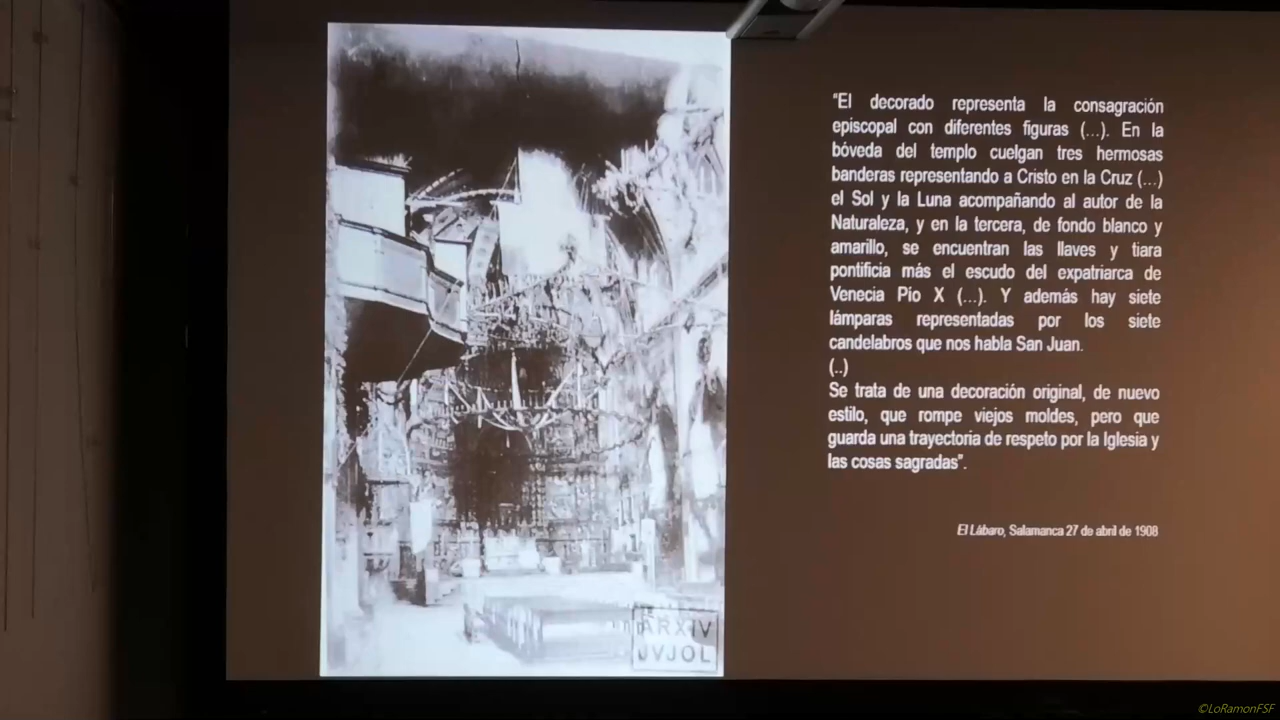 “El decorado representa la consagración
episcopal con diferentes figuras (...). En la
bóveda del templo cuelgan tres hermosas
banderas representando a Cristo en la Cruz (...)
el Sol y la Luna acompañando al autor de la
Naturaleza, y en la tercera, de fondo blanco y
amarillo, se encuentran las llaves y tiara
pontificia más el escudo del expatriarca de
Venecia Pío X (...). Y además hay siete
lámparas representadas por los siete
candelabros que nos habla San Juan.
(..)
Se trata de una decoración original, de nuevo
estilo, que rompe viejos moldes, pero que
guarda una trayectoria de respeto por la Iglesia y
las cosas sagradas”.
El Lábaro, Salamanca 27 de abril de 1908
ARXIV
JVJOL
©LoRamonFSF